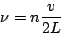 ν = n v/2L